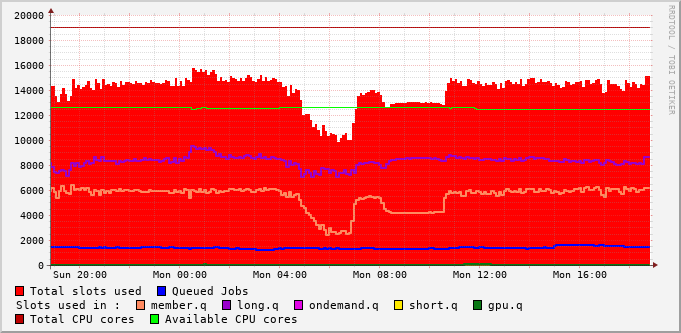 20000
18000
16000
14000
12000
10000
8000
6000
4000
2000
0
Sun 20:00 Mon 00:00 Mon 04:00 Mon 08:00 Mon 12:00 Mon 16:00
Total slots used Queued Jobs
Slots used in : member.q long.q ondemand.q short.q gpu.q
Total CPU cores Available CPU cores
RRDTOOL / TOBI OETIKER